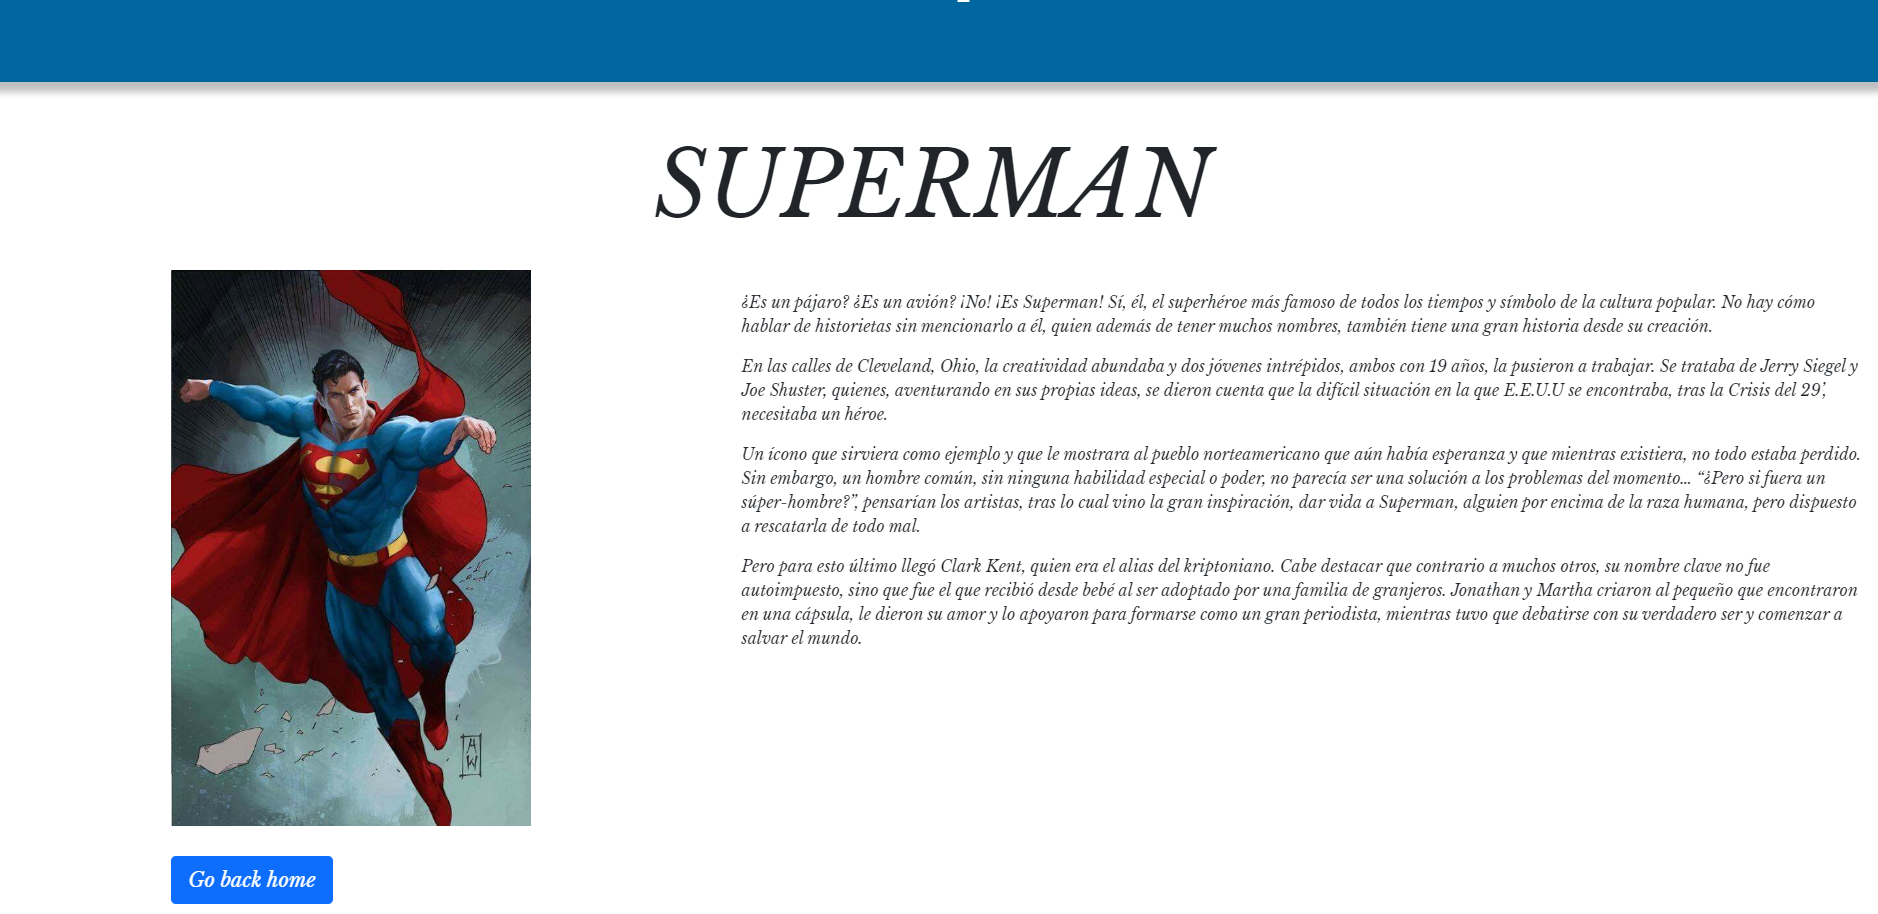 SUPERMAN
¿Es un pájaro? ¿Es un avión? ¡No! ¡Es Superman! Sí, él, el superhéroe más famoso de todos los tiempos y símbolo de la cultura popular. No hay cómo
hablar de historietas sin mencionarlo a él, quien además de tener muchos nombres, también tiene una gran historia desde su creación.
En las calles de Cleveland, Ohio, la creatividad abundaba y dos jóvenes intrépidos, ambos con 19 años, la pusieron a trabajar. Se trataba de Jerry Siegel y
Joe Shuster, quienes, aventurando en sus propias ideas, se dieron cuenta que la difícil situación en la que E.E.U.U se encontraba, tras la Crisis del 29’,
necesitaba un héroe.
Un ícono que sirviera como ejemplo y que le mostrara al pueblo norteamericano que aún había esperanza y que mientras existiera, no todo estaba perdido.
Sin embargo, un hombre común, sin ninguna habilidad especial o poder, no parecía ser una solución a los problemas del momento… “¿Pero si fuera un
súper-hombre?”, pensarían los artistas, tras lo cual vino la gran inspiración, dar vida a Superman, alguien por encima de la raza humana, pero dispuesto
a rescatarla de todo mal.
Pero para esto último llegó Clark Kent, quien era el alias del kriptoniano. Cabe destacar que contrario a muchos otros, su nombre clave no fue
autoimpuesto, sino que fue el que recibió desde bebé al ser adoptado por una familia de granjeros. Jonathan y Martha criaron al pequeño que encontraron
en una cápsula, le dieron su amor y lo apoyaron para formarse como un gran periodista, mientras tuvo que debatirse con su verdadero ser y comenzar a
salvar el mundo.
S
A
W
Go back home